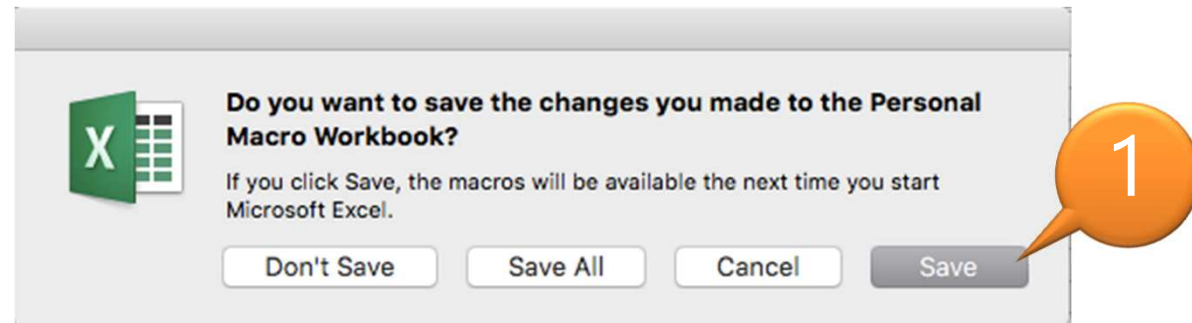 Do you want to save the changes you made to the Personal
Macro Workbook?
If you click Save, the macros will be available the next time you start
Microsoft Excel.
Don't Save Save All Cancel Save
1
X